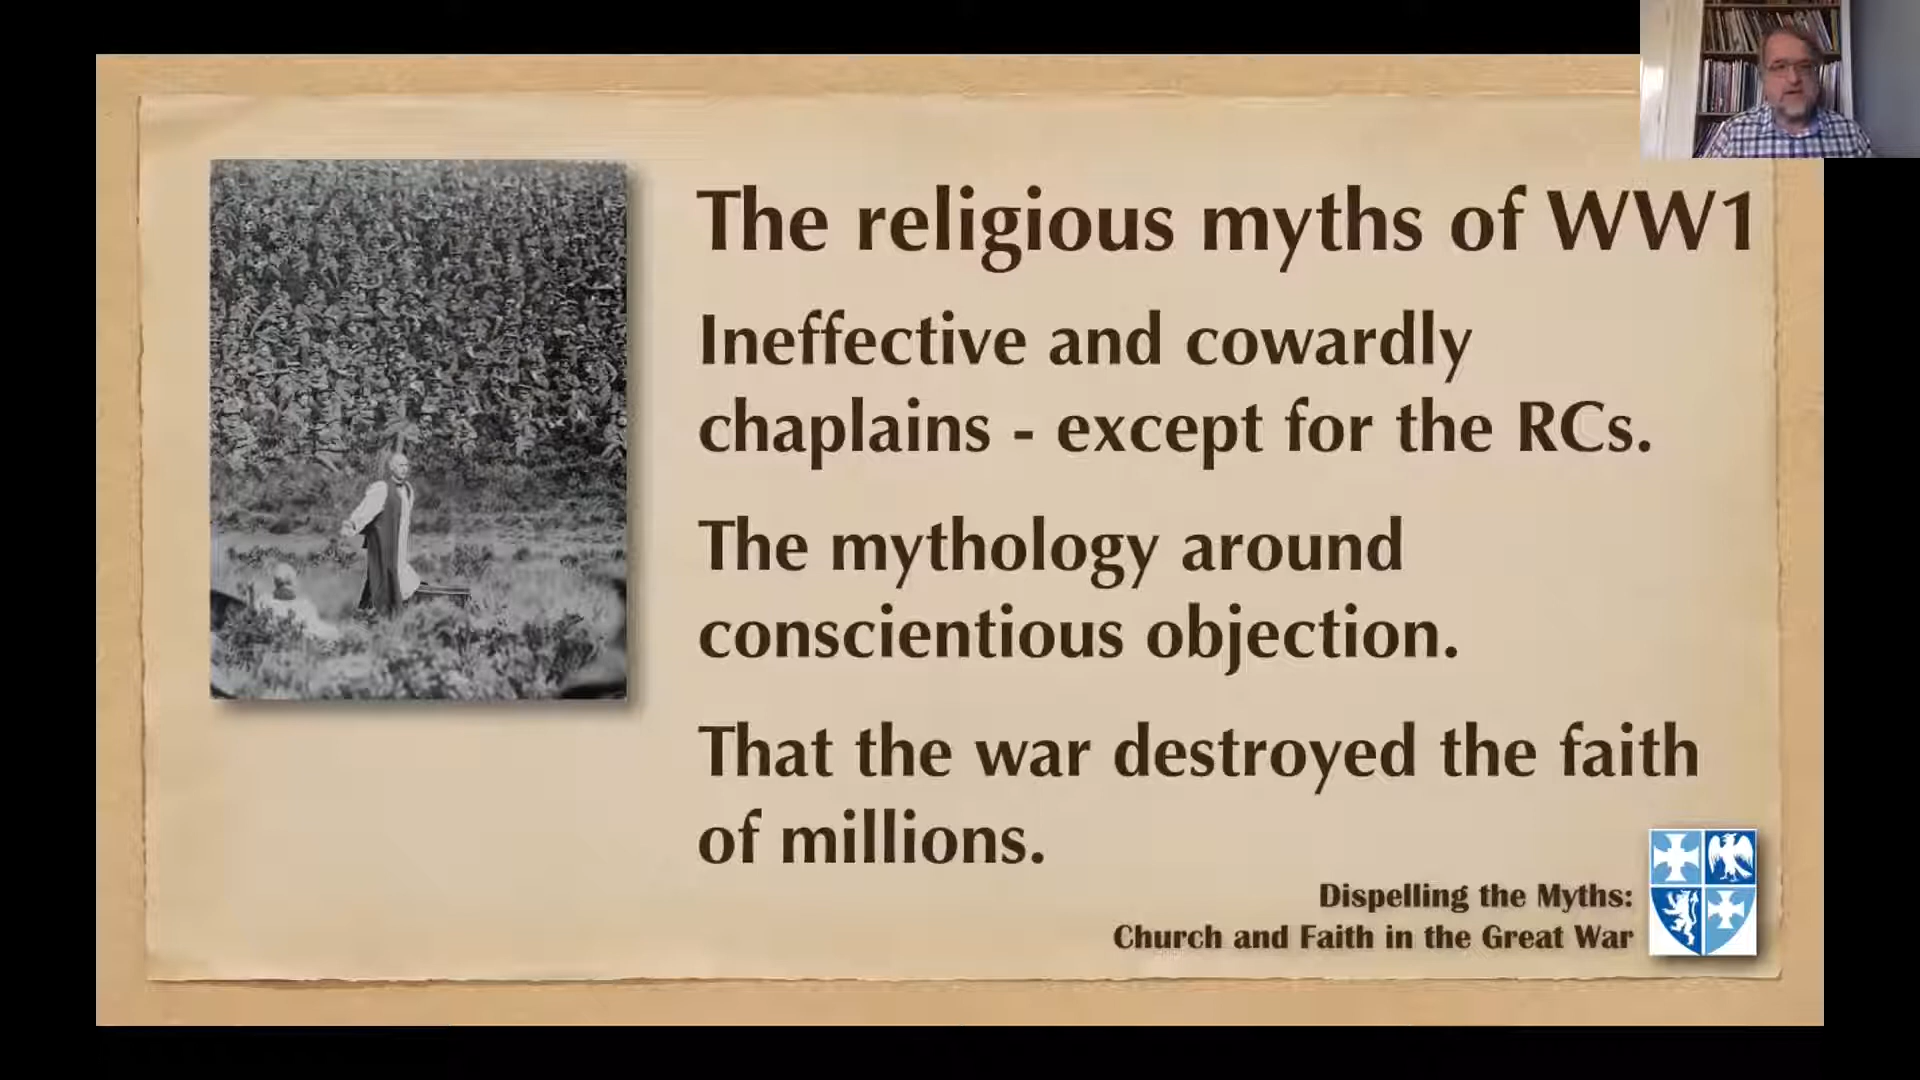 The religious myths of WW1
Ineffective and cowardly
chaplains - except for the RCs.
The mythology around
conscientious objection.
That the war destroyed the faith
of millions.
Dispelling the Myths:
Church and Faith in the Great War